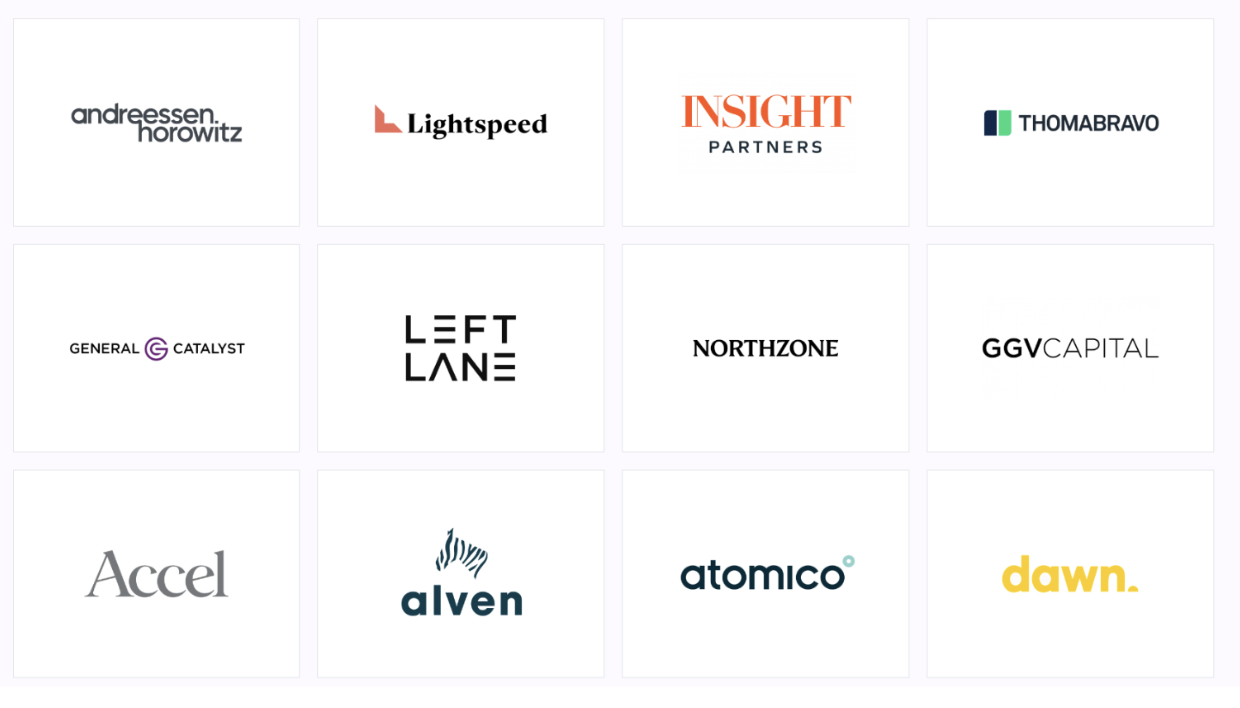 andreessen.
horowitz
Lightspeed
INSIGHT
PARTNERS
THOMABRAVO
GENERAL CATALYST
LEFT
LANE
NORTHZONE
GGVCAPITAL
Accel
alven
atomico
dawn.